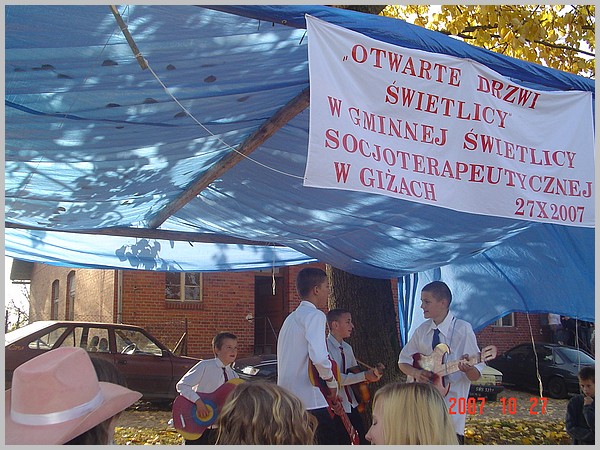 „OTWARTE DRZWI
ŚWIETLICY"
W GMINNEJ ŚWIETLICY
SOCJOTERAPEUTYCZNEJ
W GIŻACH
27X2007
2007 10 27